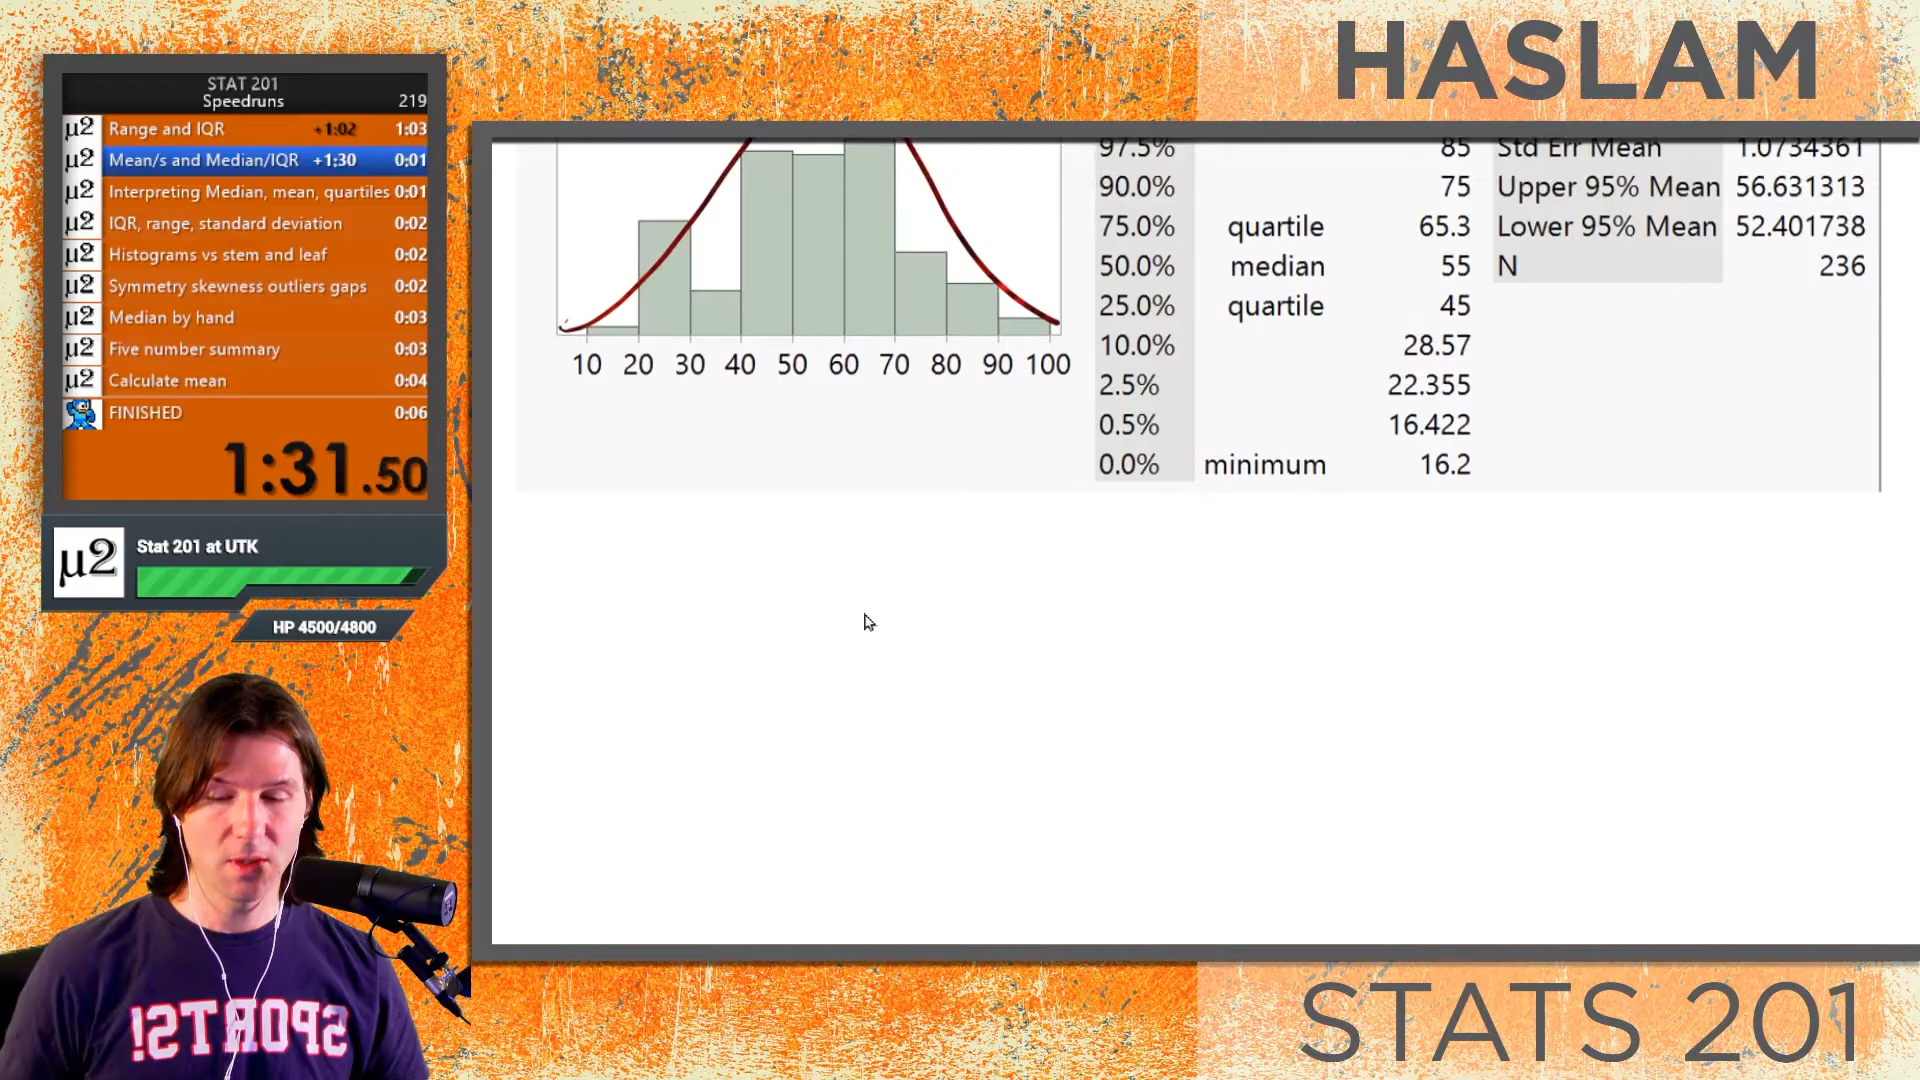 HASLAM
STAT 201
Speedruns 219
µ2 Range and IQR +1:02 1:03
µ2 Mean/s and Median/IQR +1:30 0:01
µ2 Interpreting Median, mean, quartiles 0:01
µ2 IQR, range, standard deviation 0:02
µ2 Histograms vs stem and leaf 0:02
µ2 Symmetry skewness outliers gaps 0:02
µ2 Median by hand 0:03
µ2 Five number summary 0:03
µ2 Calculate mean 0:04
FINISHED 0:06
1:31.50
µ2 Stat 201 at UTK
HP 4500/4800
10 20 30 40 50 60 70 80 90 100
97.5% 85
90.0% 75
75.0% quartile 65.3
50.0% median 55
25.0% quartile 45
10.0% 28.57
2.5% 22.355
0.5% 16.422
0.0% minimum 16.2
Std Err Mean 1.0734361
Upper 95% Mean 56.631313
Lower 95% Mean 52.401738
N 236
SPORTS!
STATS 201